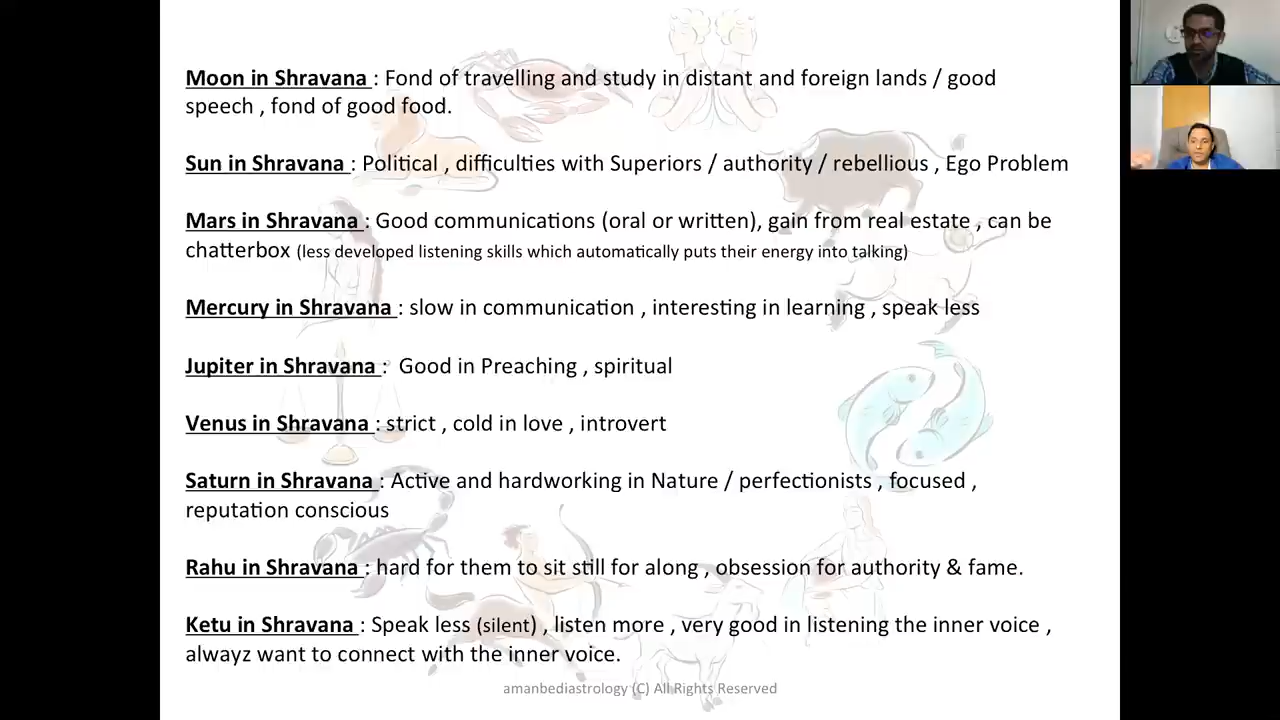 Moon in Shravana : Fond of travelling and study in distant and foreign lands / good
speech , fond of good food.
Sun in Shravana : Political , difficulties with Superiors / authority / rebellious , Ego Problem
Mars in Shravana : Good communications (oral or written), gain from real estate , can be
chatterbox (less developed listening skills which automatically puts their energy into talking)
Mercury in Shravana : slow in communication , interesting in learning , speak less
Jupiter in Shravana : Good in Preaching , spiritual
Venus in Shravana : strict , cold in love , introvert
Saturn in Shravana : Active and hardworking in Nature / perfectionists , focused ,
reputation conscious
Rahu in Shravana : hard for them to sit still for along , obsession for authority & fame.
Ketu in Shravana : Speak less (silent) , listen more , very good in listening the inner voice ,
alwayz want to connect with the inner voice.
amanbediastrology (C) All Rights Reserved